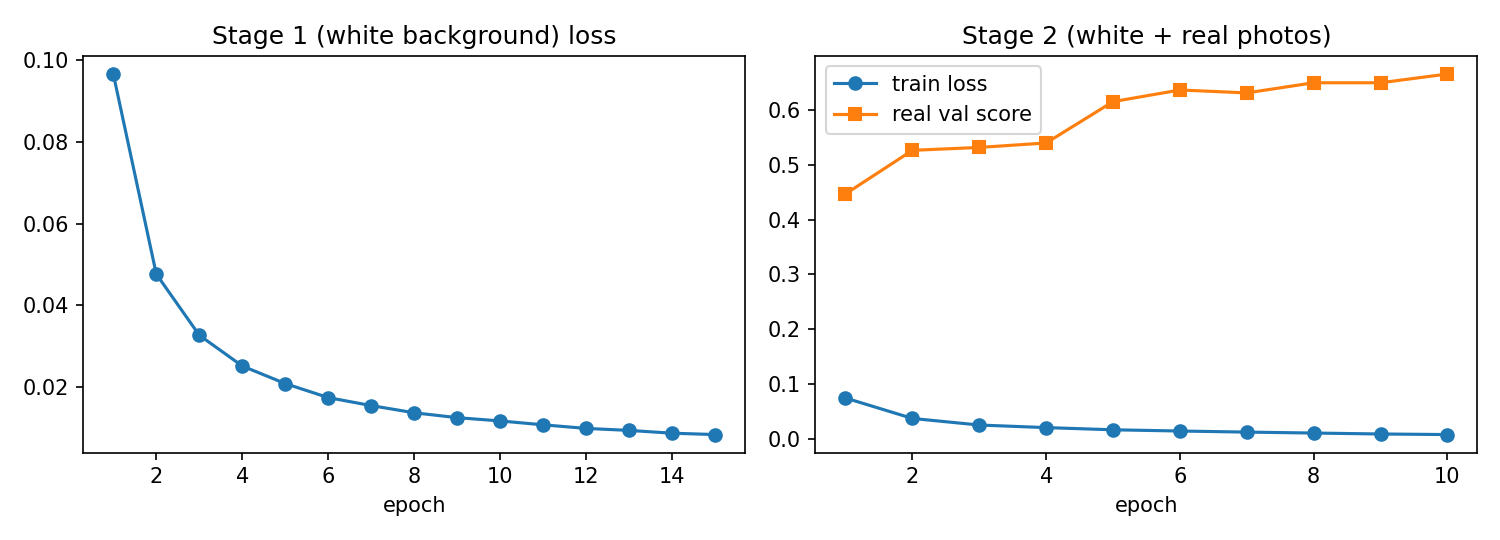 Stage 1 (white background) loss
0.10
0.08
0.06
0.04
0.02
2 4 6 8 10 12 14
epoch
Stage 2 (white + real photos)
train loss
real val score
0.6
0.5
0.4
0.3
0.2
0.1
0.0
2 4 6 8 10
epoch